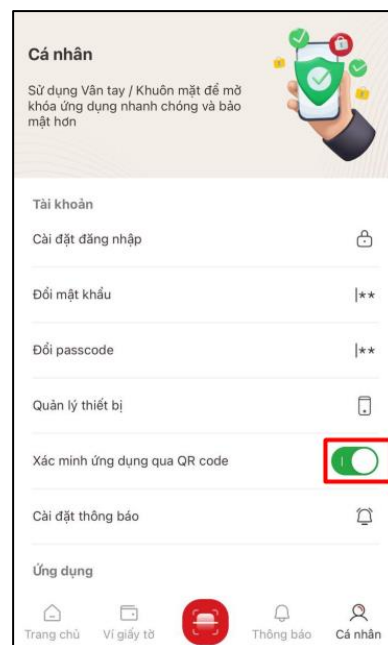 Cá nhân
Sử dụng Vân tay / Khuôn mặt để mở
khóa ứng dụng nhanh chóng và bảo
mật hơn
Tài khoản
Cài đặt đăng nhập
Đổi mật khẩu
|**
Đổi passcode
|**
Quản lý thiết bị
Xác minh ứng dụng qua QR code
Cài đặt thông báo
Ứng dụng
Trang chủ
Ví giấy tờ
Thông báo
Cá nhân